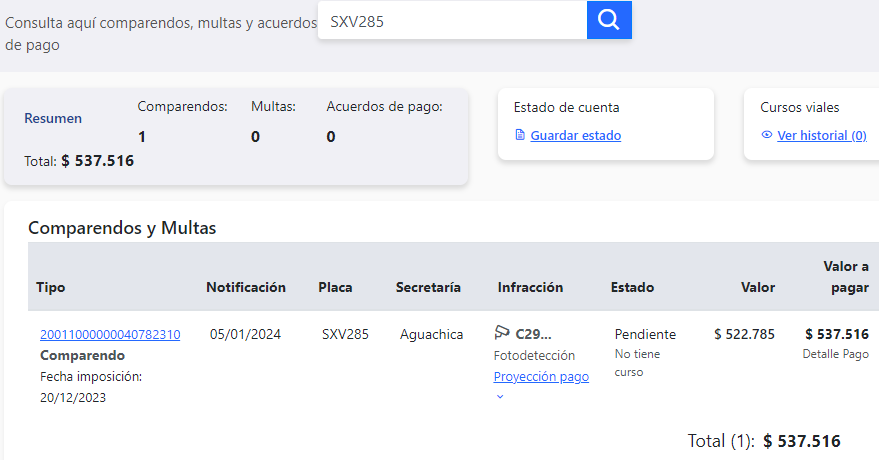 Consulta aquí comparendos, multas y acuerdos
de pago
SXV285
Resumen
Comparendos:
Multas:
Acuerdos de pago:
1
0
0
Total: $ 537.516
Estado de cuenta
Guardar estado
Cursos viales
Ver historial (0)
Comparendos y Multas
Tipo
Notificación
Placa
Secretaría
Infracción
Estado
Valor
Valor a
pagar
20011000000040782310
Comparendo
Fecha imposición:
20/12/2023
05/01/2024
SXV285
Aguachica
C29...
Fotodetección
Proyección pago
Pendiente
No tiene
curso
$ 522.785
$ 537.516
Detalle Pago
Total (1): $ 537.516